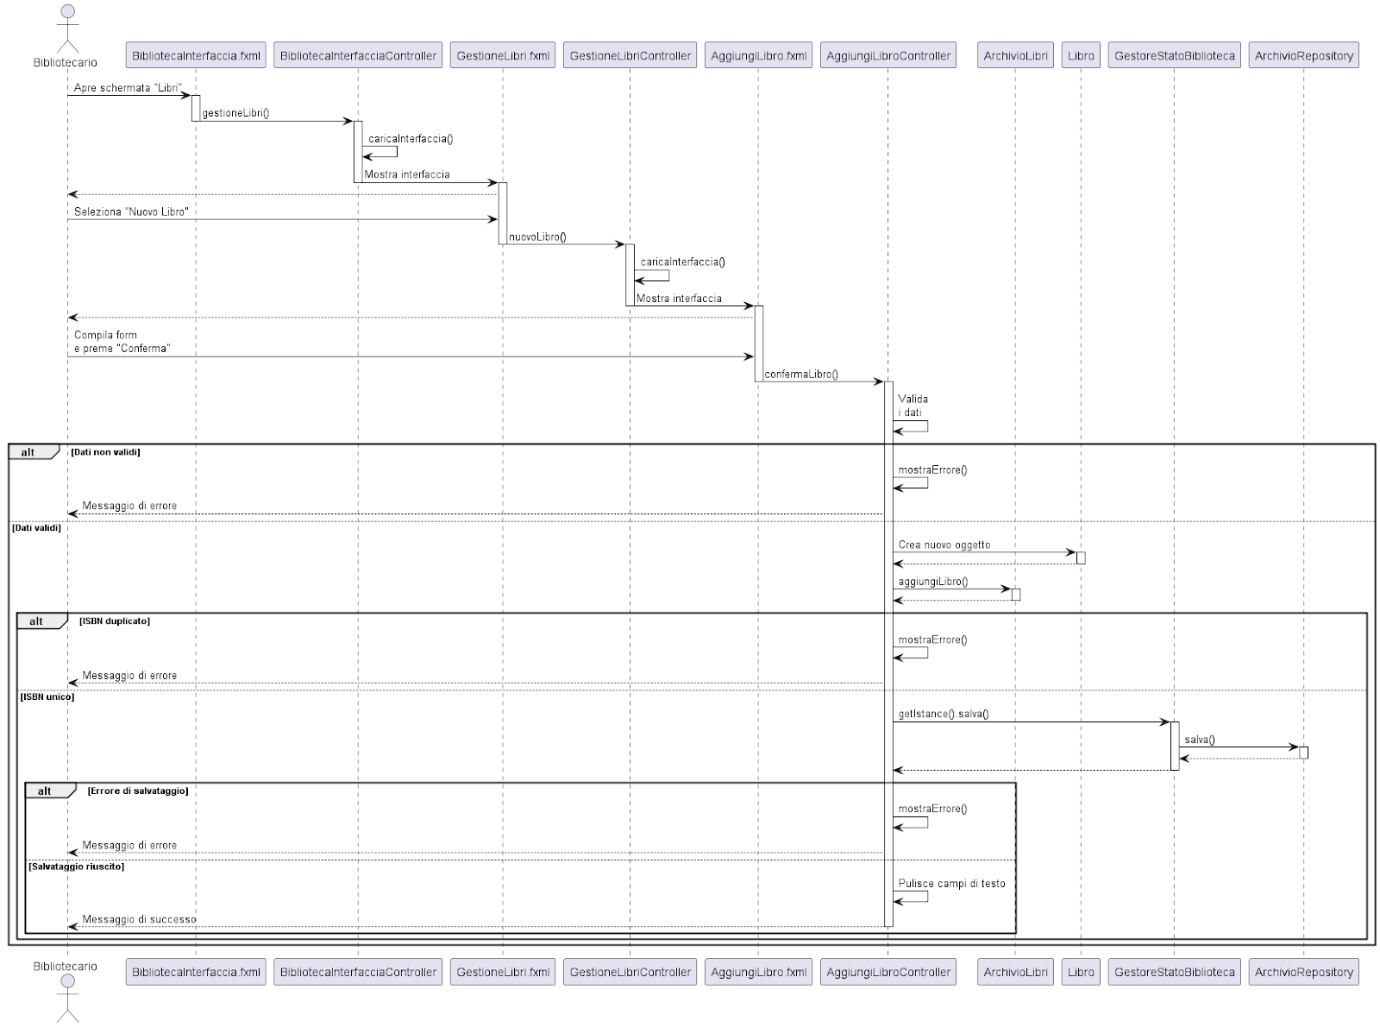 Bibliotecario
BibliotecaInterfaccia.fxml
BibliotecaInterfacciaController
GestioneLibri.fxml
GestioneLibriController
AggiungiLibro.fxml
AggiungiLibroController
ArchivioLibri
Libro
GestoreStatoBiblioteca
ArchivioRepository
Apre schermata "Libri"
gestioneLibri()
caricaInterfaccia()
Mostra interfaccia
Seleziona "Nuovo Libro"
nuovoLibro()
caricaInterfaccia()
Mostra interfaccia
Compila form
e preme "Conferma"
confermaLibro()
Valida
i dati
alt
[Dati non validi]
mostraErrore()
Messaggio di errore
[Dati validi]
Crea nuovo oggetto
aggiungiLibro()
alt
[ISBN duplicato]
mostraErrore()
Messaggio di errore
[ISBN unico]
getIstance().salva()
salva()
alt
[Errore di salvataggio]
mostraErrore()
Messaggio di errore
[Salvataggio riuscito]
Pulisce campi di testo
Messaggio di successo
Bibliotecario
BibliotecaInterfaccia.fxml
BibliotecaInterfacciaController
GestioneLibri.fxml
GestioneLibriController
AggiungiLibro.fxml
AggiungiLibroController
ArchivioLibri
Libro
GestoreStatoBiblioteca
ArchivioRepository